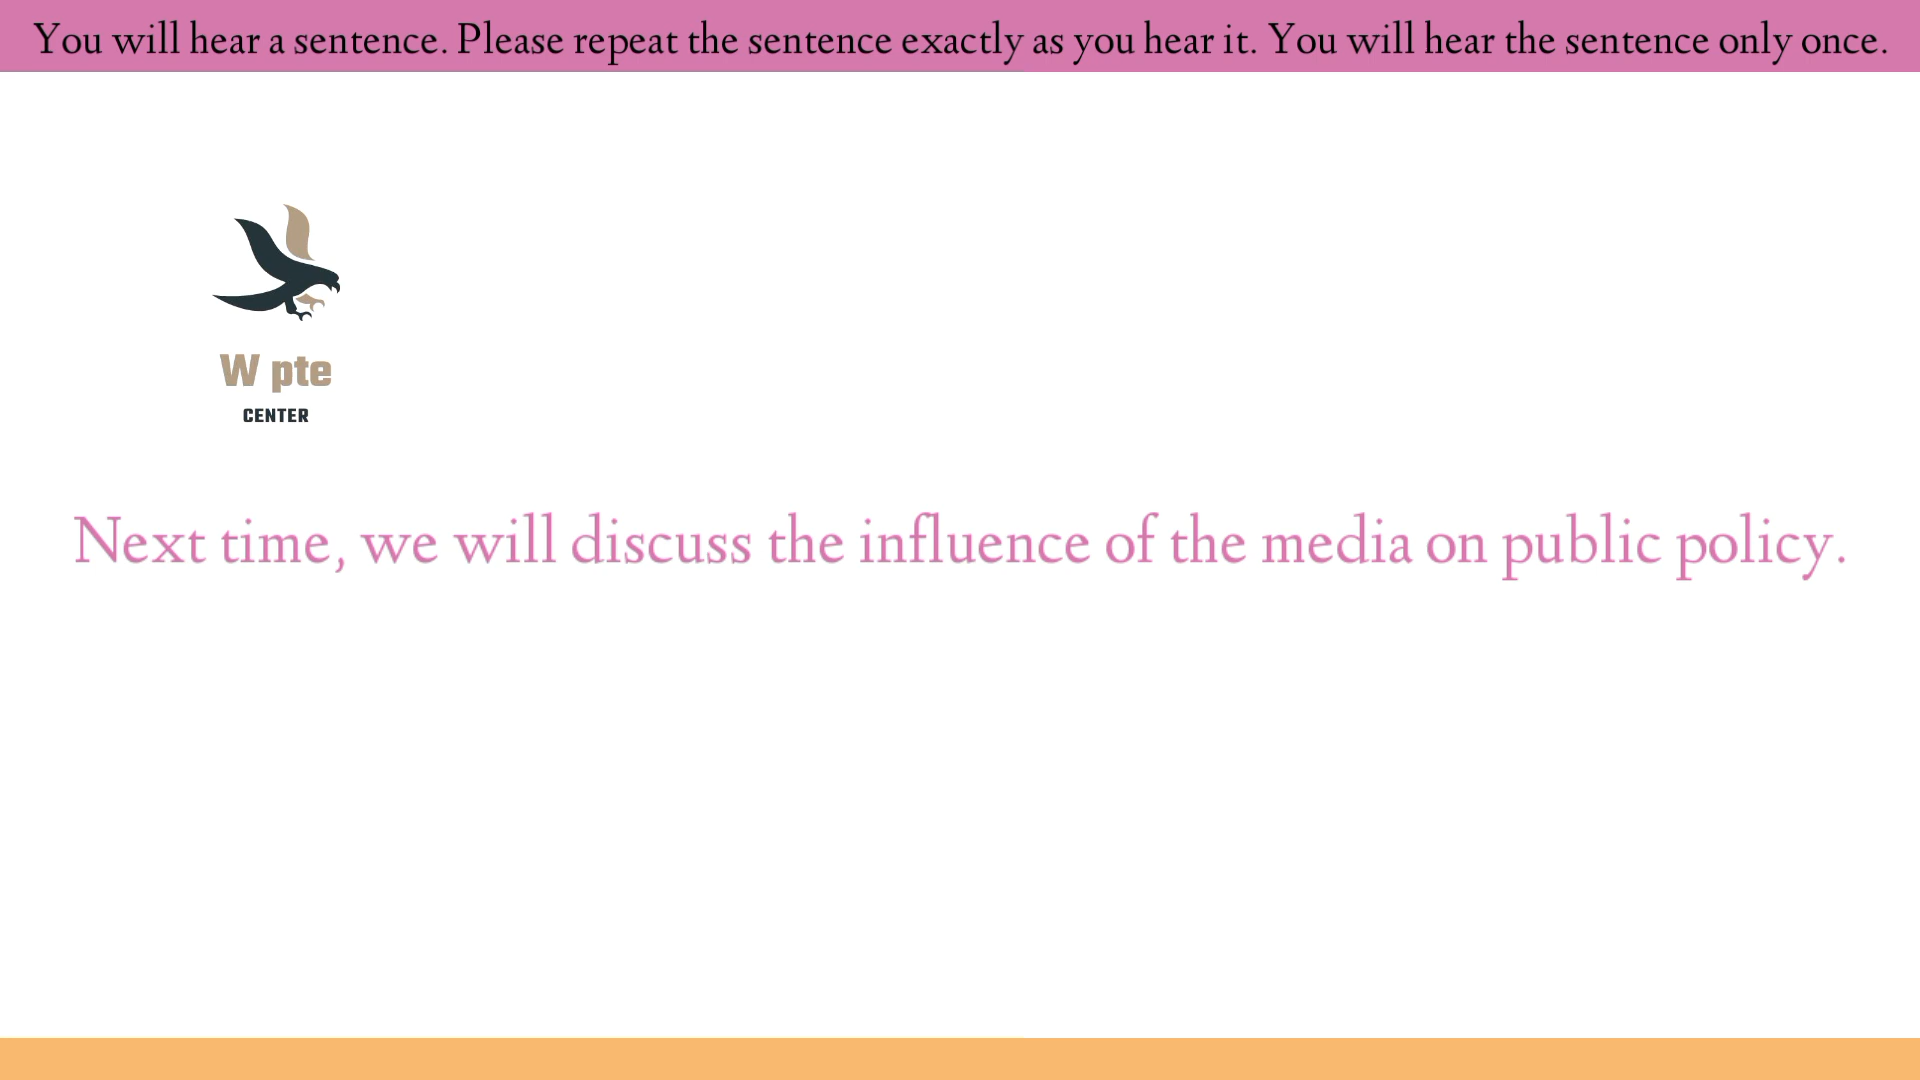 You will hear a sentence. Please repeat the sentence exactly as you hear it. You will hear the sentence only once.
W pte
CENTER
Next time, we will discuss the influence of the media on public policy.